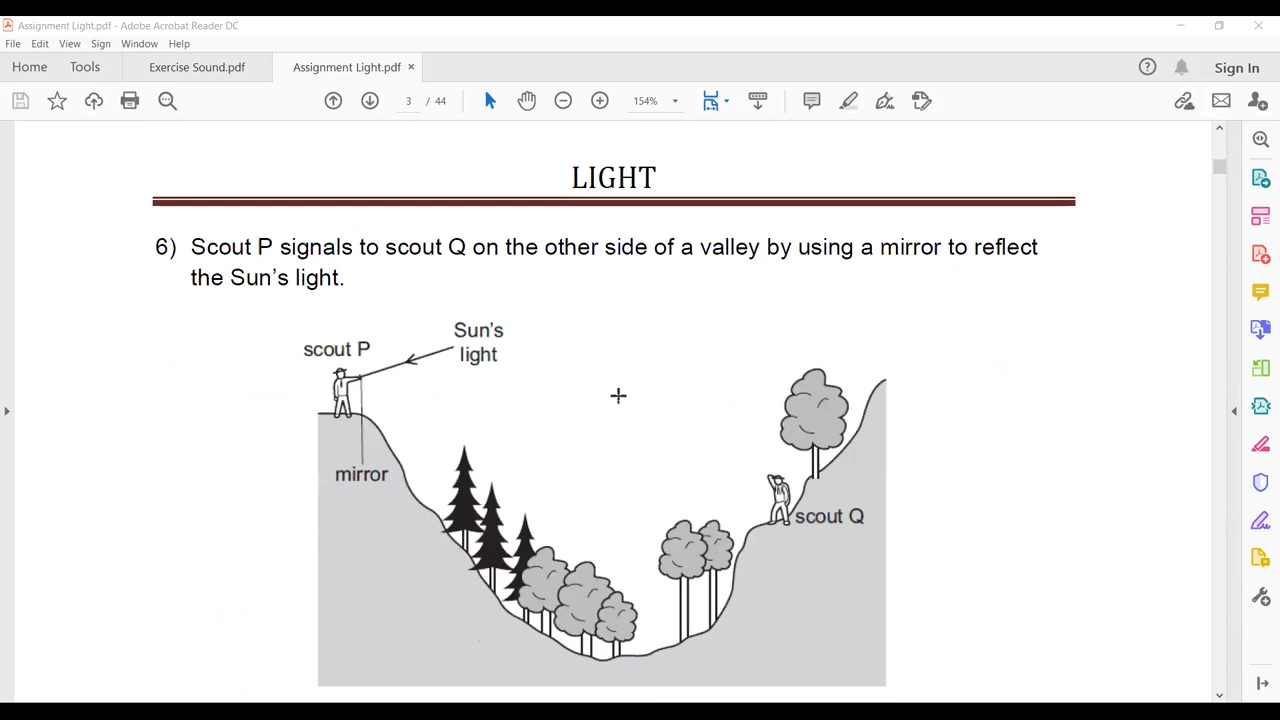 Assignment Light.pdf - Adobe Acrobat Reader DC
File Edit View Sign Window Help
Home Tools Exercise Sound.pdf Assignment Light.pdf × Sign In
3 / 44 154%
LIGHT
6) Scout P signals to scout Q on the other side of a valley by using a mirror to reflect
the Sun's light.
Sun's
light
scout P
mirror
scout Q